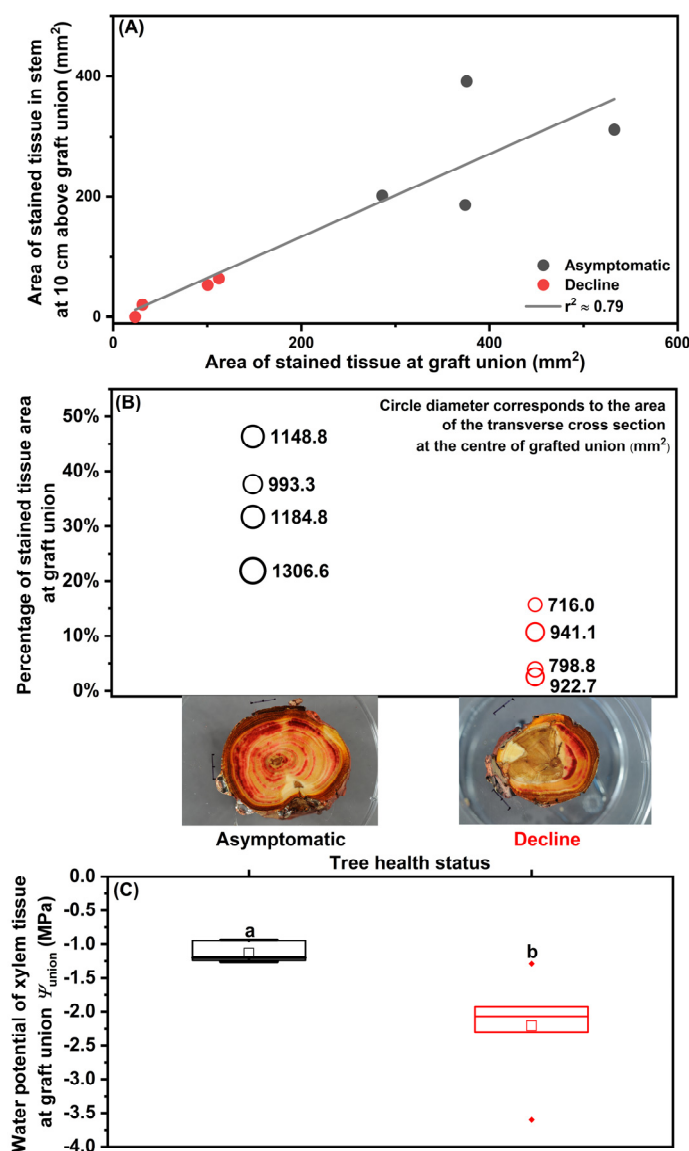 (A)
Area of stained tissue in stem
at 10 cm above graft union (mm²)
400
200
0
Asymptomatic
Decline
r² ≈ 0.79
0
200
400
600
Area of stained tissue at graft union (mm²)
(B)
Percentage of stained tissue area
at graft union
50%
40%
30%
20%
10%
0%
Circle diameter corresponds to the area
of the transverse cross section
at the centre of grafted union (mm²)
1148.8
993.3
1184.8
1306.6
716.0
941.1
798.8
922.7
Asymptomatic
Decline
Tree health status
(C)
Water potential of xylem tissue
at graft union Ψunion (MPa)
0.0
-0.5
-1.0
-1.5
-2.0
-2.5
-3.0
-3.5
-4.0
a
b